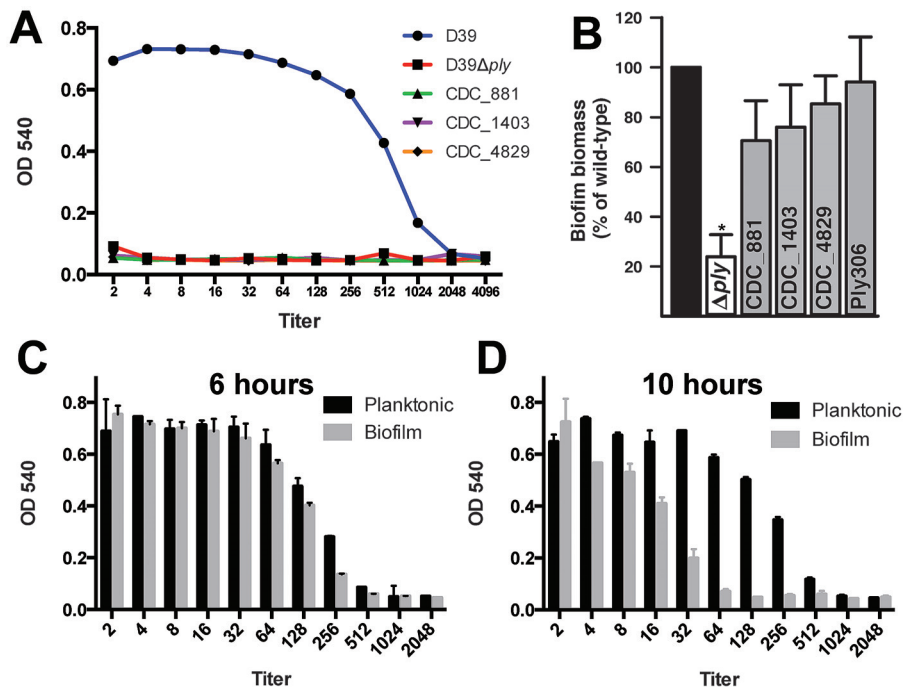 A
0.8
0.6
0.4
0.2
0.0
OD 540
2 4 8 16 32 64 128 256 512 1024 2048 4096
Titer
D39
D39Δply
CDC_881
CDC_1403
CDC_4829
B
120
100
80
60
40
20
Biofim biomass
(% of wild-type)
*
Δply
CDC_881
CDC_1403
CDC_4829
Ply306
C
6 hours
Planktonic
Biofilm
0.8
0.6
0.4
0.2
0.0
OD 540
2 4 8 16 32 64 128 256 512 1024 2048
Titer
D
10 hours
Planktonic
Biofilm
0.8
0.6
0.4
0.2
0.0
OD 540
2 4 8 16 32 64 128 256 512 1024 2048
Titer